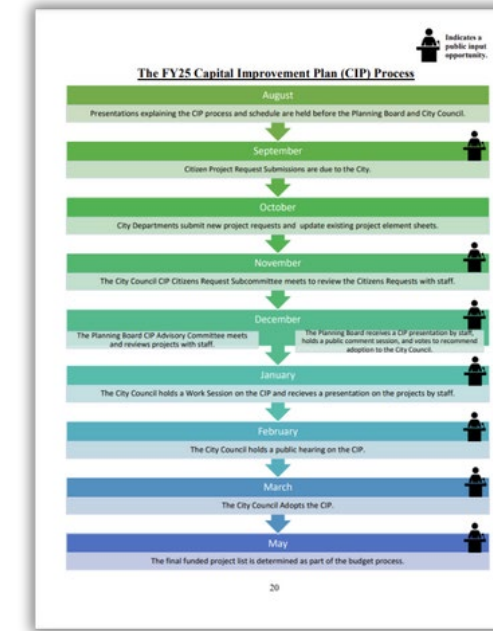 Indicates a
public input
opportunity.
The FY25 Capital Improvement Plan (CIP) Process
August
Presentations explaining the CIP process and schedule are held before the Planning Board and City Council.
September
Citizen Project Request Submissions are due to the City.
October
City Departments submit new project requests and update existing project element sheets.
November
The City Council CIP Citizens Request Subcommittee meets to review the Citizens Requests with staff.
December
The Planning Board CIP Advisory Committee meets
and reviews projects with staff.
The Planning Board receives a CIP presentation by staff,
holds a public comment session, and votes to recommend
adoption to the City Council.
January
The City Council holds a Work Session on the CIP and recieves a presentation on the projects by staff.
February
The City Council holds a public hearing on the CIP.
March
The City Council Adopts the CIP.
May
The final funded project list is determined as part of the budget process.
20